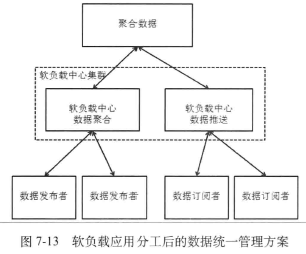 聚合数据
软负载中心集群
软负载中心
数据聚合
软负载中心
数据推送
数据发布者
数据发布者
数据订阅者
数据订阅者
图 7-13 软负载应用分工后的数据统一管理方案